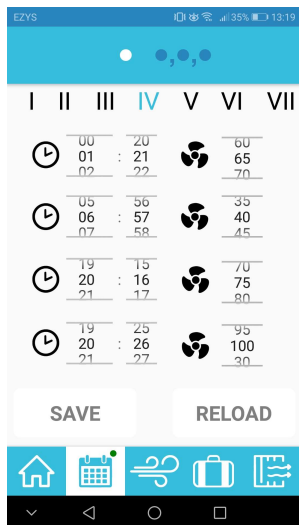 EZYS 35% 13:19
I II III IV V VI VII
00 20 60
01 : 21 65
02 22 70
05 56 35
06 : 57 40
07 58 45
19 15 70
20 : 16 75
21 17 80
19 25 95
20 : 26 100
21 27 30
SAVE RELOAD